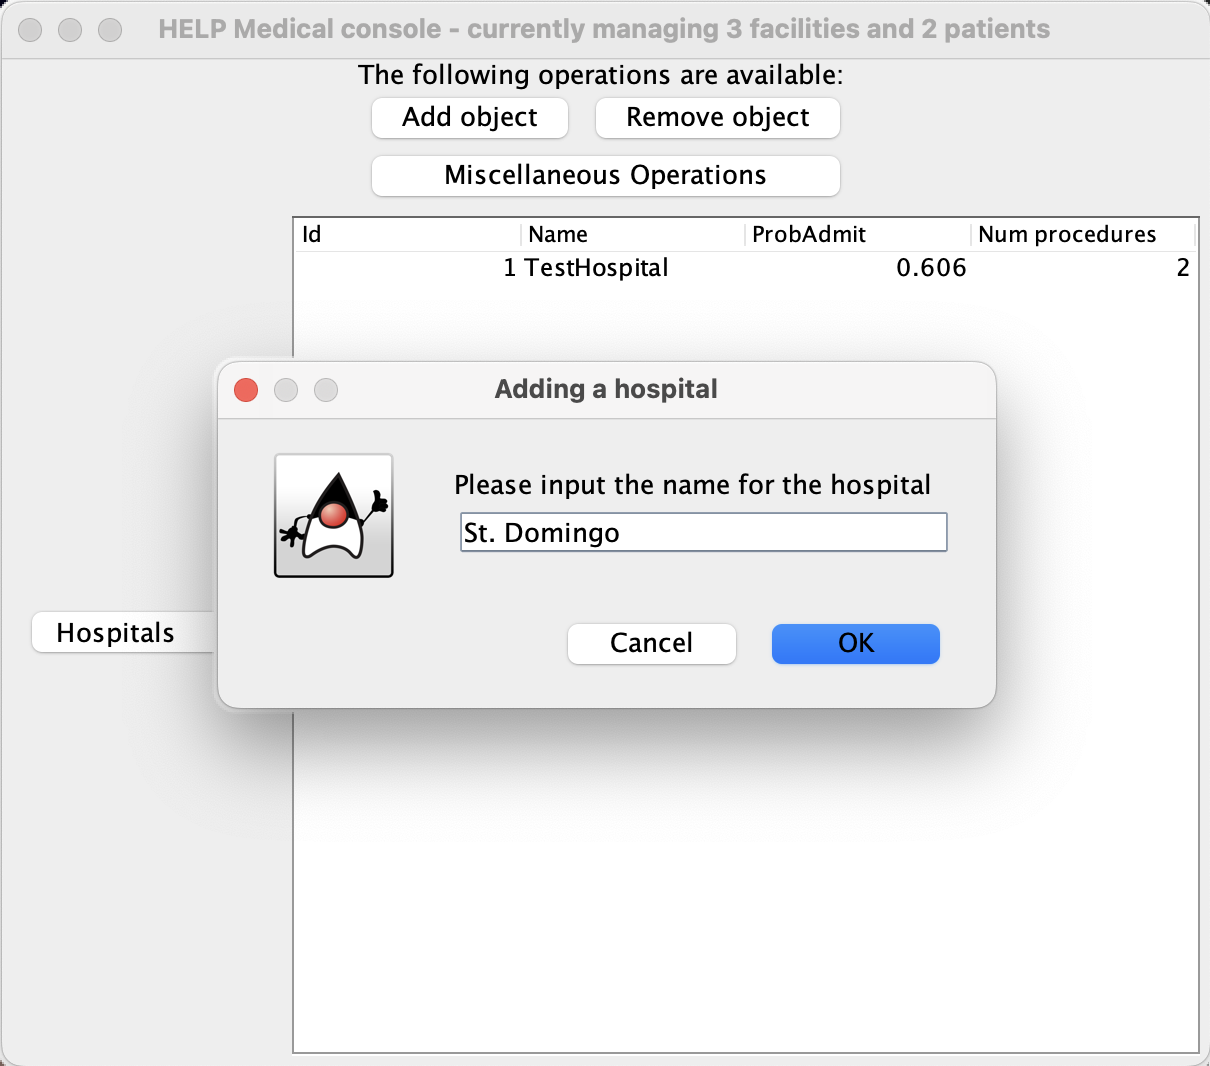 HELP Medical console - currently managing 3 facilities and 2 patients
The following operations are available:
Add object Remove object
Miscellaneous Operations
Id Name ProbAdmit Num procedures
1 TestHospital 0.606 2
Adding a hospital
Please input the name for the hospital
St. Domingo
Hospitals
Cancel OK